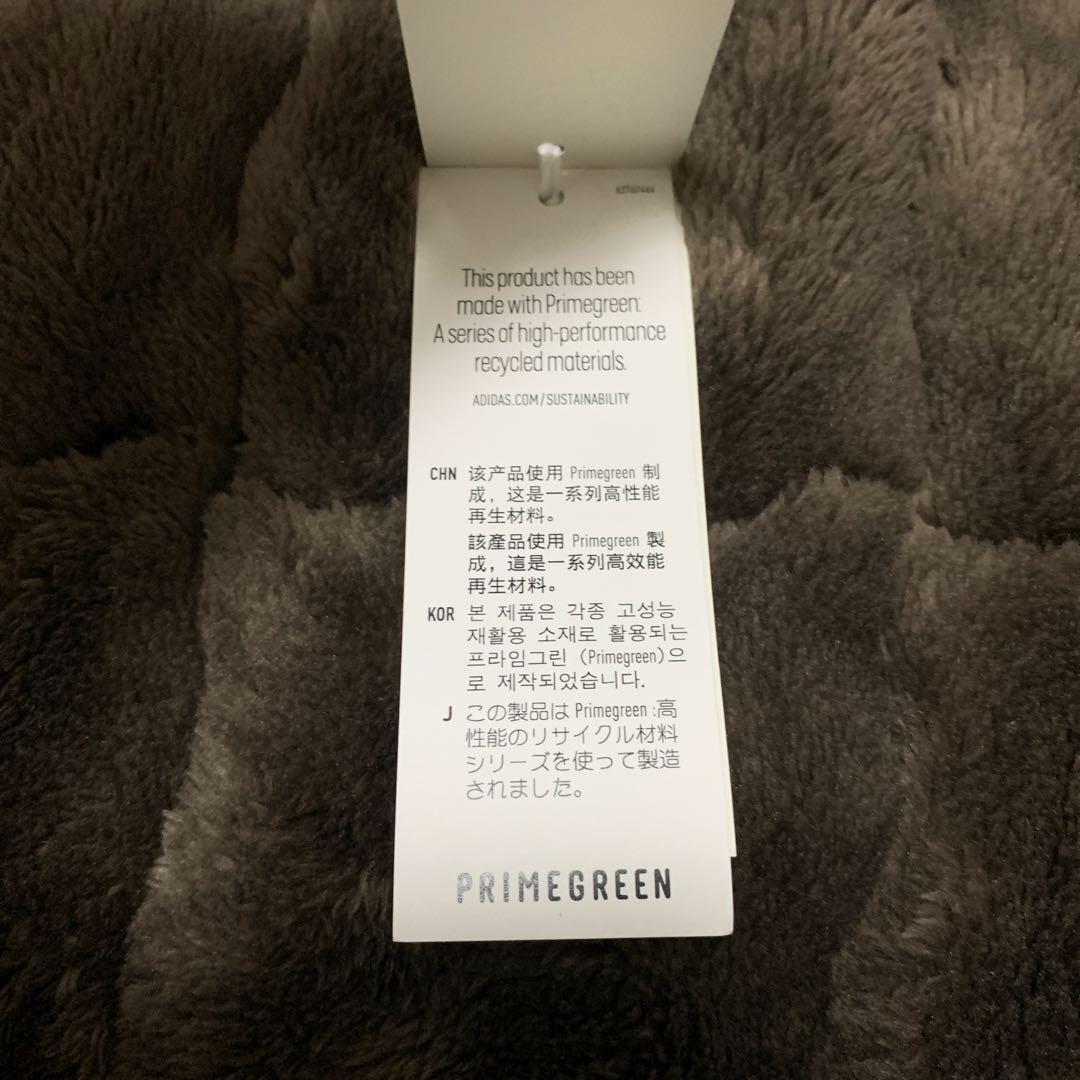 This product has been
made with Primegreen:
A series of high-performance
recycled materials.
ADIDAS.COM/SUSTAINABILITY
CHN 该产品使用 Primegreen 制
成，这是一系列高性能
再生材料。
該產品使用 Primegreen 製
成，這是一系列高效能
再生材料。
KOR 본 제품은 각종 고성능
재활용 소재로 활용되는
프라임그린 (Primegreen)으
로 제작되었습니다.
J この製品は Primegreen :高
性能のリサイクル材料
シリーズを使って製造
されました。
PRIMEGREEN